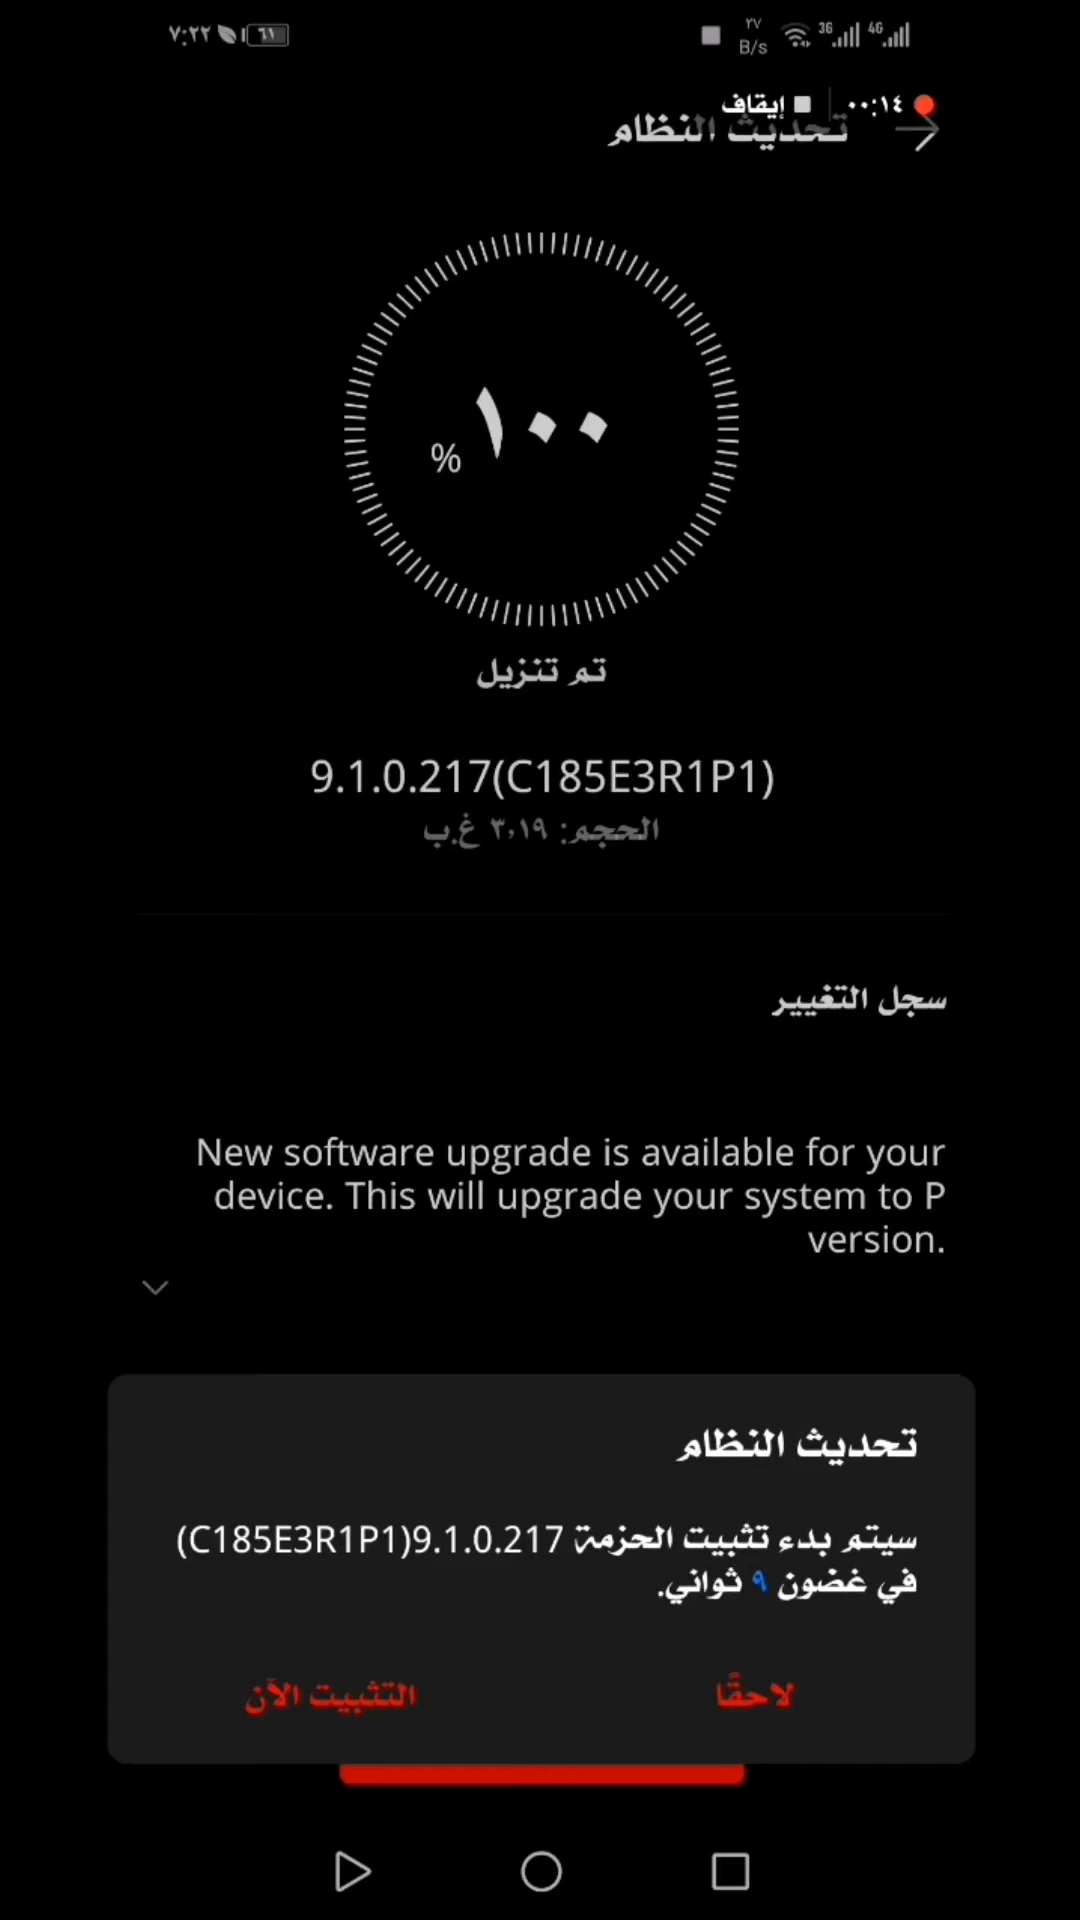 ٧:٢٢ ٦١ ٢٧ B/s 3G 4G
٠٠:١٤ إيقاف
تحديث النظام
١٠٠ %
تم تنزيل
9.1.0.217(C185E3R1P1)
الحجم: ٣,١٩ غ.ب
سجل التغيير
New software upgrade is available for your
device. This will upgrade your system to P
version.
تحديث النظام
سيتم بدء تثبيت الحزمة 9.1.0.217(C185E3R1P1)
في غضون ٩ ثواني.
لاحقًا
التثبيت الآن